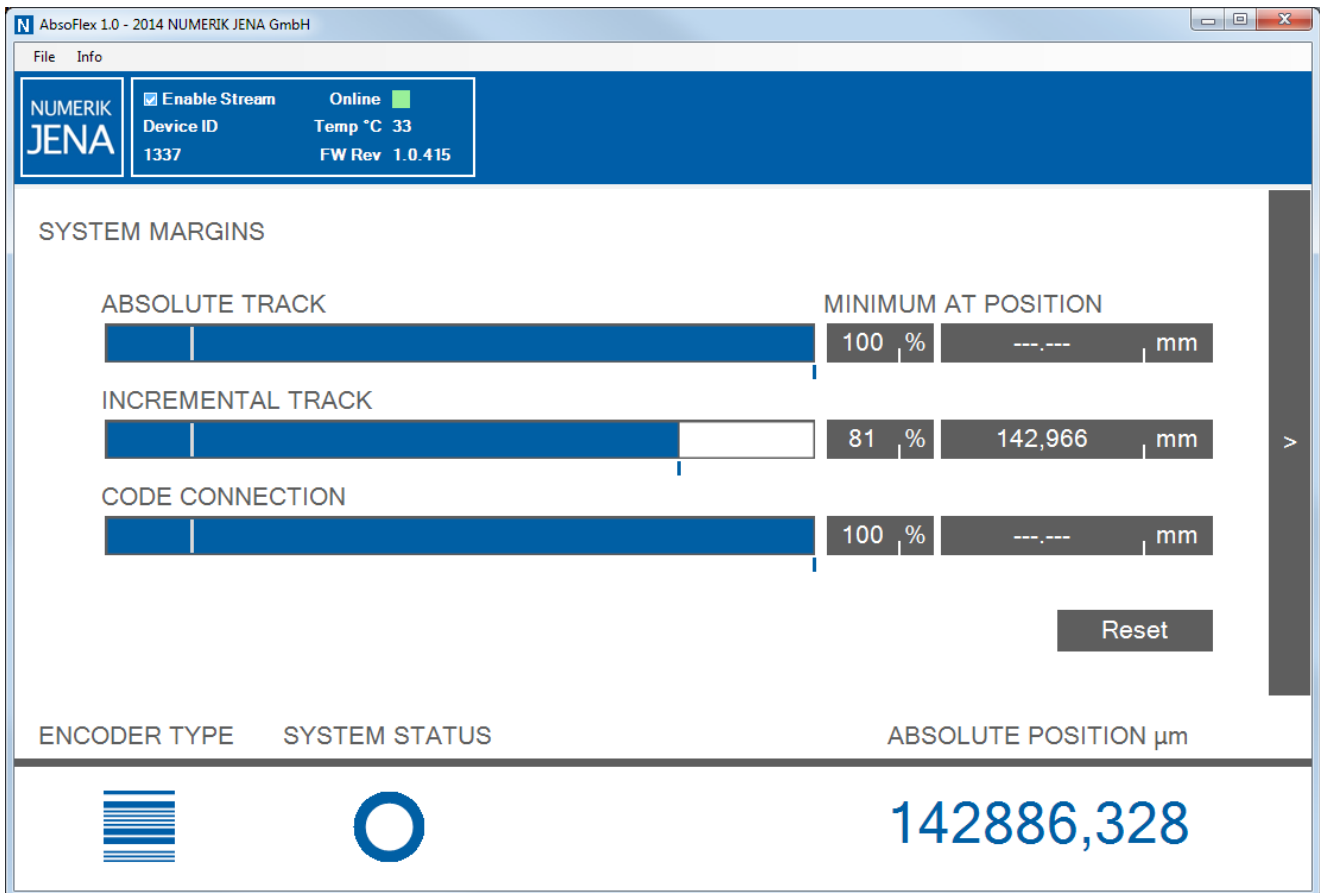 AbsoFlex 1.0 - 2014 NUMERIK JENA GmbH
File Info
NUMERIK
JENA
Enable Stream Online
Device ID Temp °C 33
1337 FW Rev 1.0.415
SYSTEM MARGINS
ABSOLUTE TRACK MINIMUM AT POSITION
100 % ---.--- mm
INCREMENTAL TRACK
81 % 142,966 mm
>
CODE CONNECTION
100 % ---.--- mm
Reset
ENCODER TYPE SYSTEM STATUS ABSOLUTE POSITION µm
142886,328